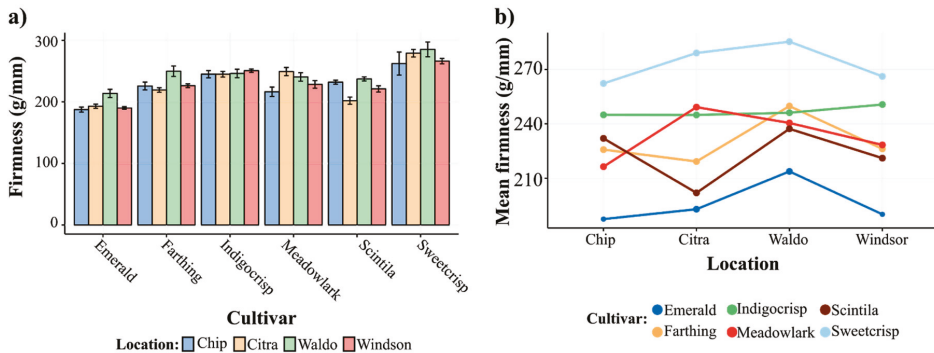 a)
Firmness (g/mm)
300
200
100
0
Emerald
Farthing
Indigocrisp
Meadowlark
Scintila
Sweetcrisp
Cultivar
Location: Chip Citra Waldo Windson
b)
Mean firmness (g/mm)
270
240
210
Chip Citra Waldo Windsor
Location
Cultivar: Emerald Indigocrisp Scintila
Farthing Meadowlark Sweetcrisp